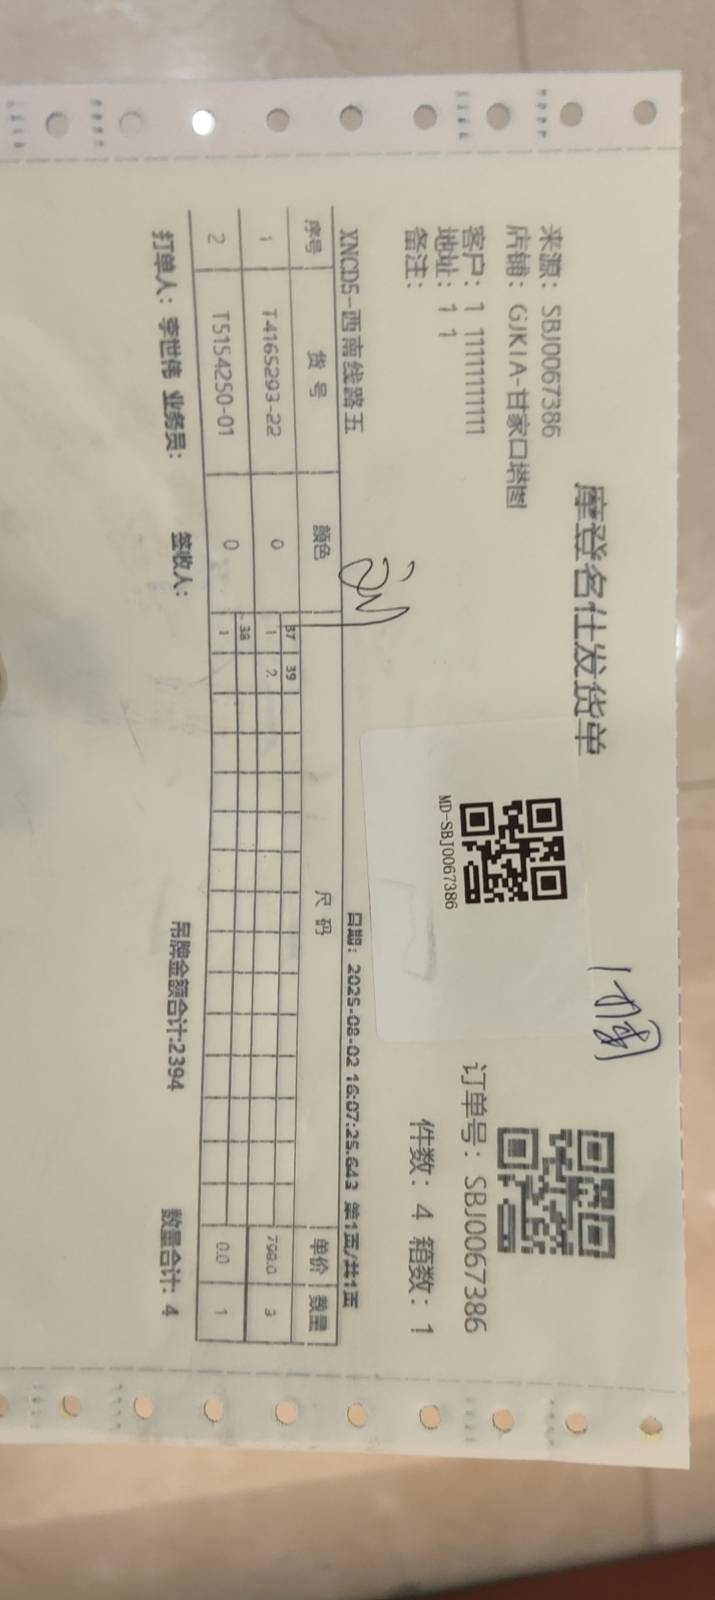 摩登名仕发货单
来源：SBJ0067386
店铺：GJKIA-甘家口塔图
客户：1 11111111111
地址：1 1
备注：
MD-SBJ0067386
订单号：SBJ0067386
件数：4 箱数：1
XNCD5-西南线路五 日期：2025-08-02 16:07:25.643 第1页/共1页
序号 货号 颜色 尺码 单价 数量
37 39
1 T4165293-22 0 1 2 798.0 3
38
2 T5154250-01 0 1 0.0 1
打单人：李世伟 业务员： 签收人： 吊牌金额合计:2394 数量合计: 4